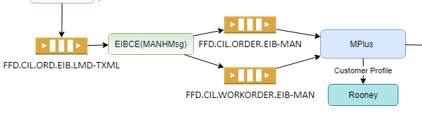 FFD.CIL.ORD.EIB.LMD-TXML
EIBCE(MANHMsg)
FFD.CIL.ORDER.EIB-MAN
FFD.CIL.WORKORDER.EIB-MAN
MPlus
Customer Profile
Rooney